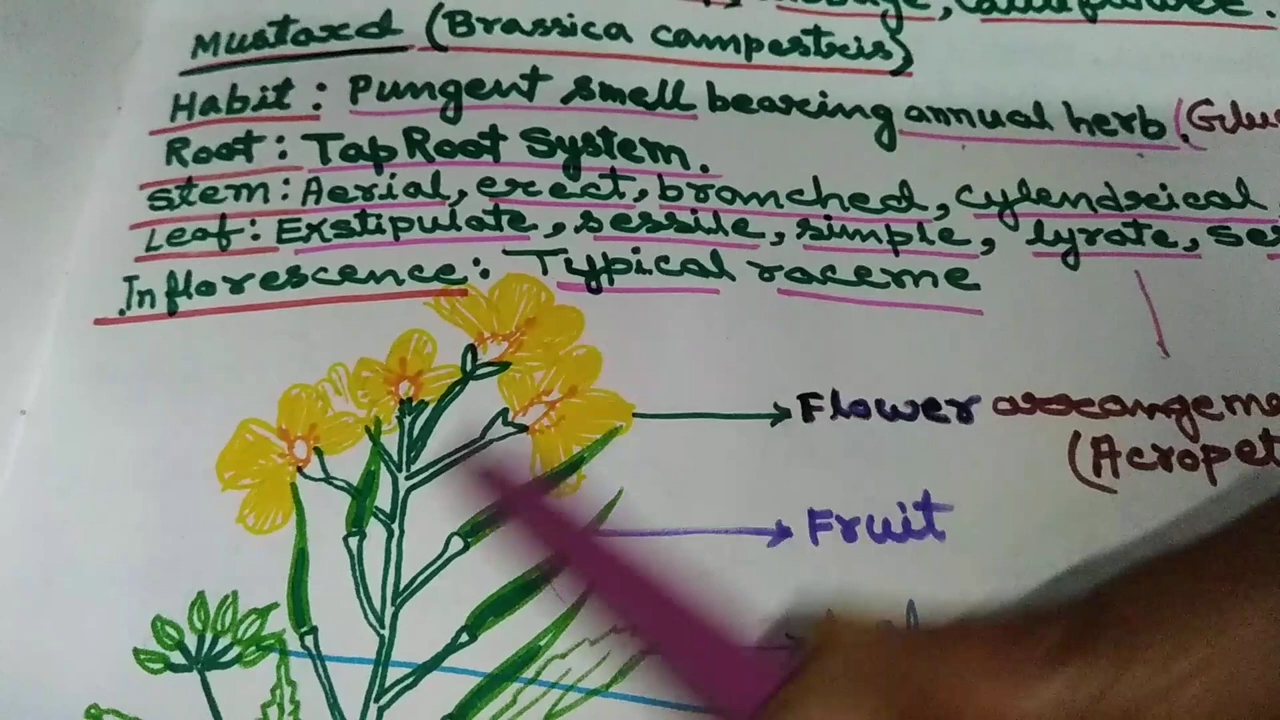 Mustard (Brassica campestris)
Habit: Pungent smell bearing annual herb (
Root: Tap Root System.
Stem: Aerial, erect, branched, cylendrical
Leaf: Exstipulate, sessile, simple, lyrate,
Inflorescence: Typical raceme
Flower
(Acropet
Fruit